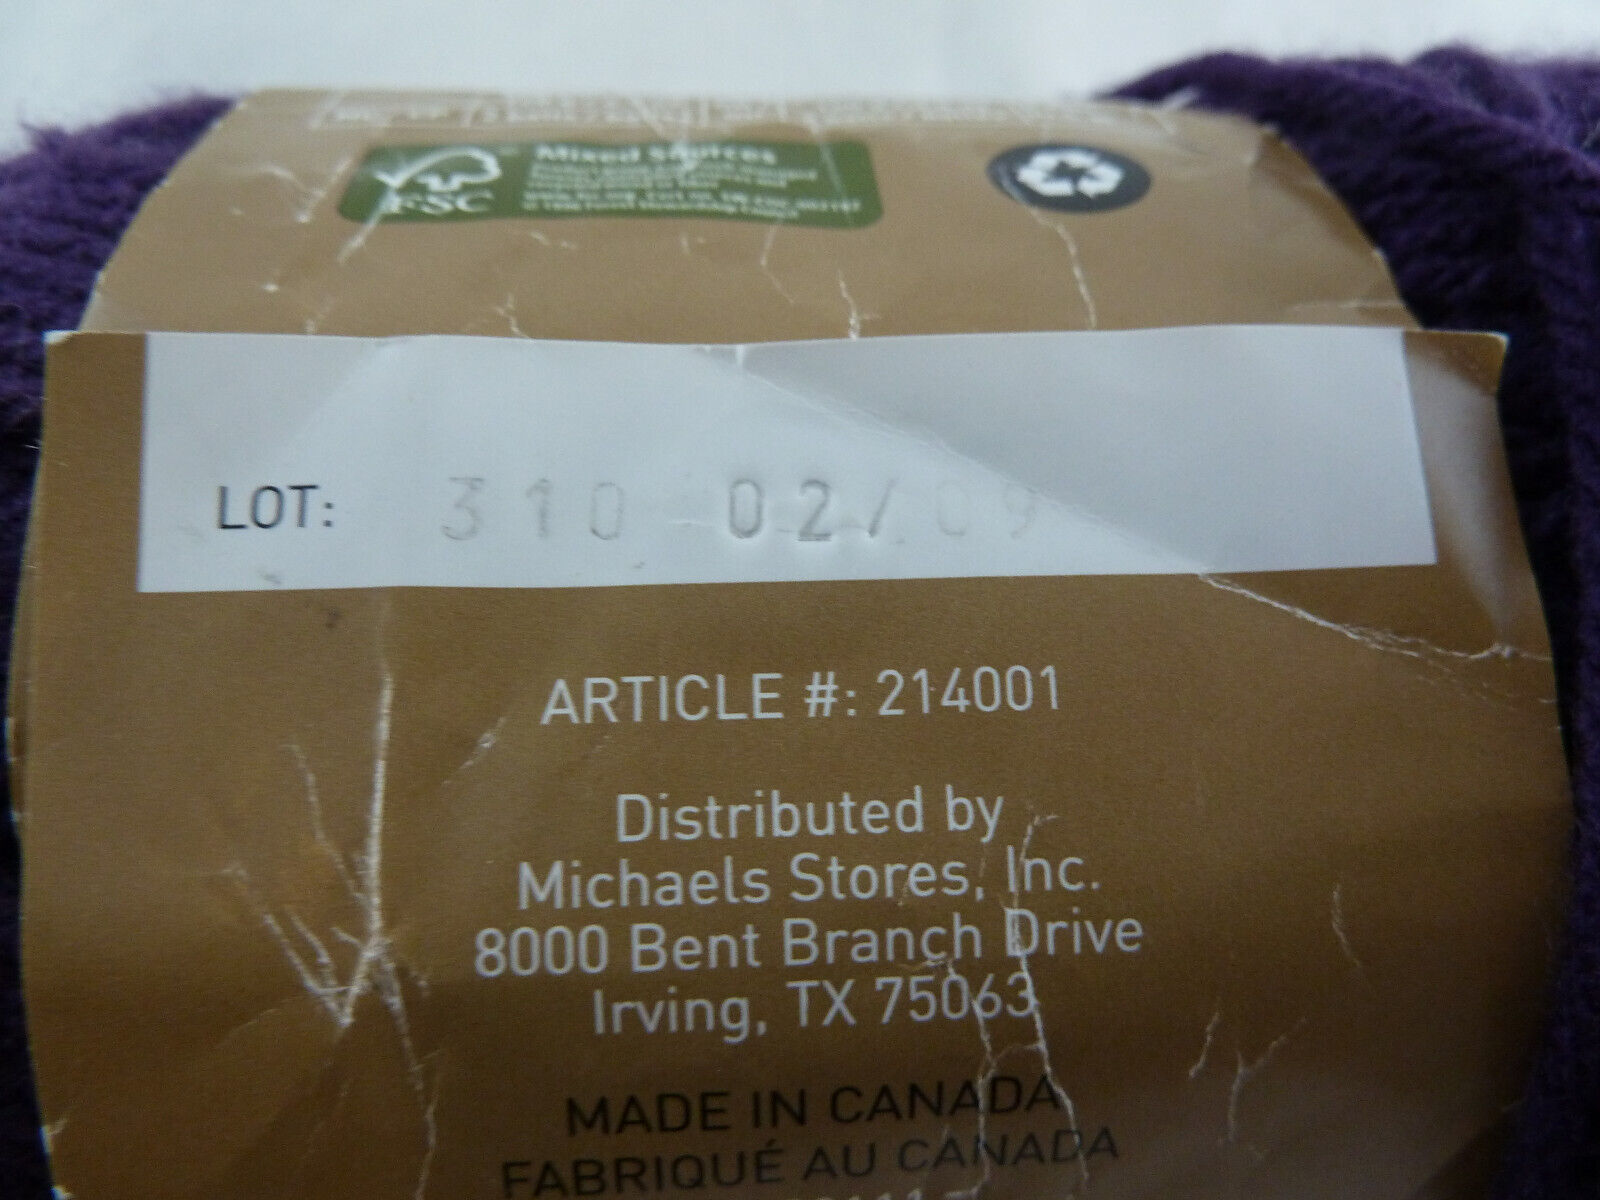 FSC
Mixed Sources
LOT: 310 02/09
ARTICLE #: 214001
Distributed by
Michaels Stores, Inc.
8000 Bent Branch Drive
Irving, TX 75063
MADE IN CANADA
FABRIQUÉ AU CANADA